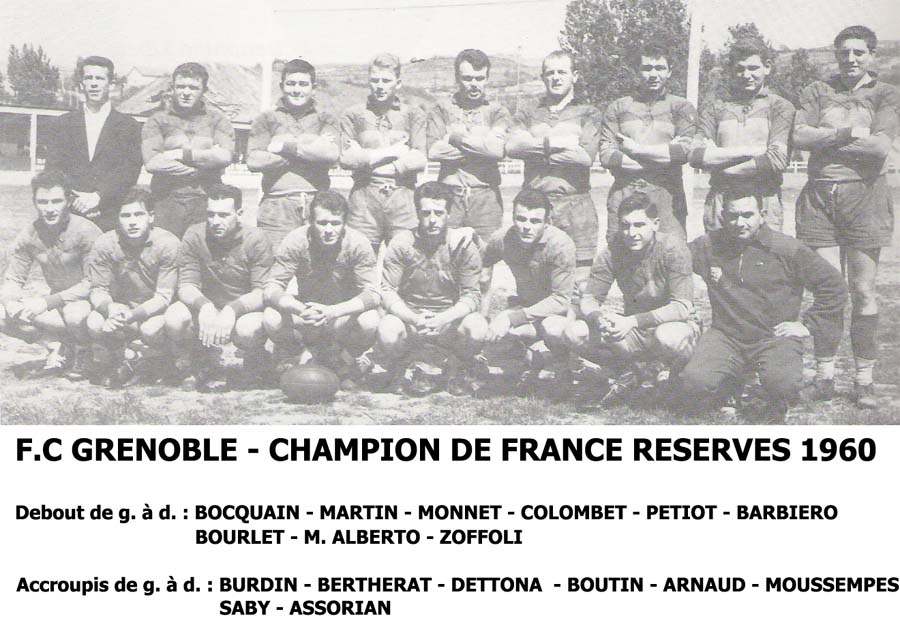 F.C GRENOBLE - CHAMPION DE FRANCE RESERVES 1960
Debout de g. à d. : BOCQUAIN - MARTIN - MONNET - COLOMBET - PETIOT - BARBIERO
BOURLET - M. ALBERTO - ZOFFOLI
Accroupis de g. à d. : BURDIN - BERTHERAT - DETTONA - BOUTIN - ARNAUD - MOUSSEMPES
SABY - ASSORIAN